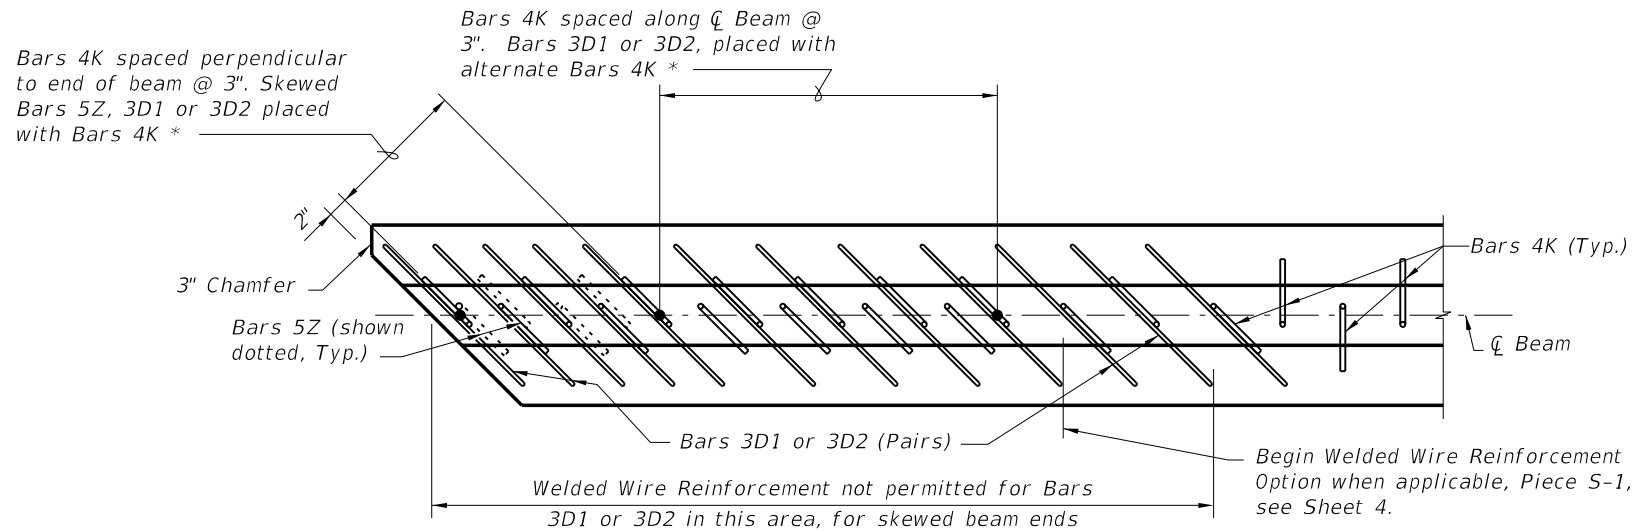 Bars 4K spaced along ℄ Beam @
3". Bars 3D1 or 3D2, placed with
alternate Bars 4K *
Bars 4K spaced perpendicular
to end of beam @ 3". Skewed
Bars 5Z, 3D1 or 3D2 placed
with Bars 4K *
2"
3" Chamfer
Bars 5Z (shown
dotted, Typ.)
Bars 4K (Typ.)
℄ Beam
Bars 3D1 or 3D2 (Pairs)
Welded Wire Reinforcement not permitted for Bars
3D1 or 3D2 in this area, for skewed beam ends
Begin Welded Wire Reinforcement
Option when applicable, Piece S-1,
see Sheet 4.